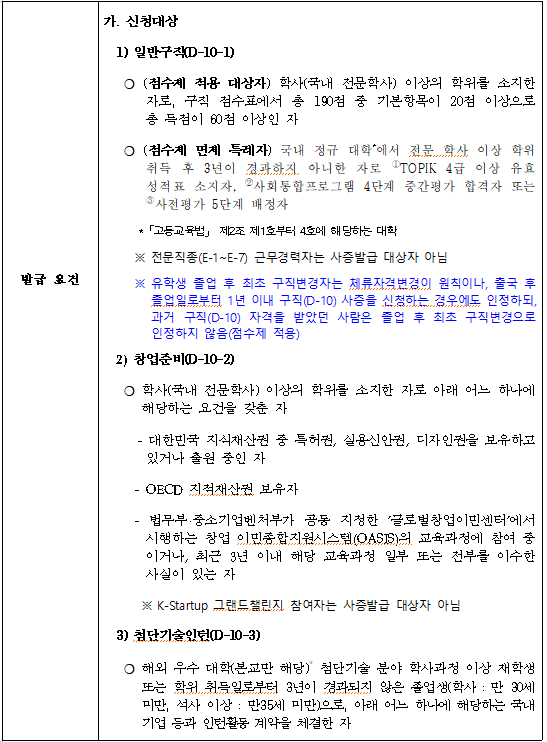 가. 신청대상
1) 일반구직(D-10-1)
❍ (점수제 적용 대상자) 학사(국내 전문학사) 이상의 학위를 소지한
자로, 구직 점수표에서 총 190점 중 기본항목이 20점 이상으로
총 득점이 60점 이상인 자
❍ (점수제 면제 특례자) 국내 정규 대학*에서 전문 학사 이상 학위
취득 후 3년이 경과하지 아니한 자로 ①TOPIK 4급 이상 유효
성적표 소지자, ②사회통합프로그램 4단계 중간평가 합격자 또는
③사전평가 5단계 배정자
*「고등교육법」 제2조 제1호부터 4호에 해당하는 대학
※ 전문직종(E-1~E-7) 근무경력자는 사증발급 대상자 아님
발급 요건
※ 유학생 졸업 후 최초 구직변경자는 체류자격변경이 원칙이나, 출국 후
졸업일로부터 1년 이내 구직(D-10) 사증을 신청하는 경우에도 인정하되,
과거 구직(D-10) 자격을 받았던 사람은 졸업 후 최초 구직변경으로
인정하지 않음(점수제 적용)
2) 창업준비(D-10-2)
❍ 학사(국내 전문학사) 이상의 학위를 소지한 자로 아래 어느 하나에
해당하는 요건을 갖춘 자
- 대한민국 지식재산권 중 특허권, 실용신안권, 디자인권을 보유하고
있거나 출원 중인 자
- OECD 지적재산권 보유자
- 법무부·중소기업벤처부가 공동 지정한 '글로벌창업이민센터'에서
시행하는 창업 이민종합지원시스템(OASIS)의 교육과정에 참여 중
이거나, 최근 3년 이내 해당 교육과정 일부 또는 전부를 이수한
사실이 있는 자
※ K-Startup 그랜드챌린지 참여자는 사증발급 대상자 아님
3) 첨단기술인턴(D-10-3)
❍ 해외 우수 대학(본교만 해당)* 첨단기술 분야 학사과정 이상 재학생
또는 학위 취득일로부터 3년이 경과되지 않은 졸업생(학사 : 만 30세
미만, 석사 이상 : 만35세 미만)으로, 아래 어느 하나에 해당하는 국내
기업 등과 인턴활동 계약을 체결한 자